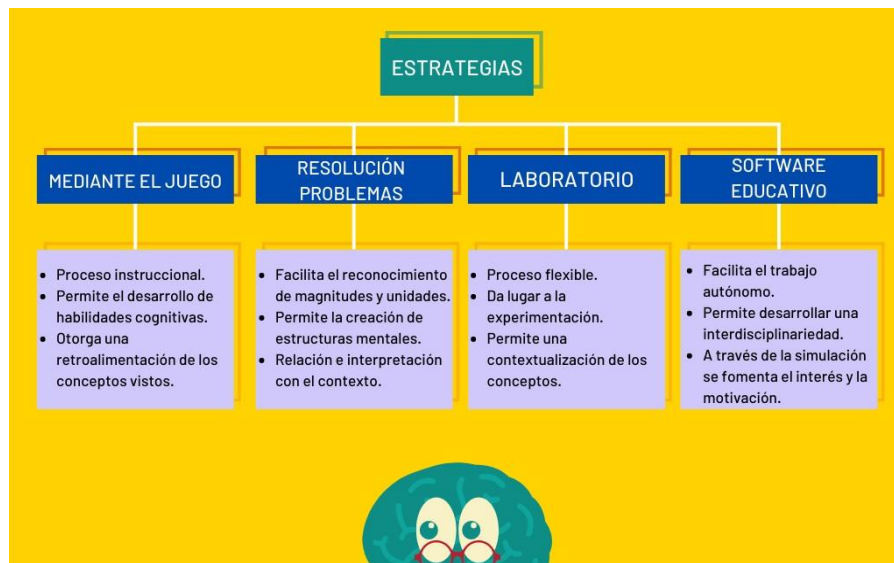 ESTRATEGIAS
MEDIANTE EL JUEGO
RESOLUCIÓN
PROBLEMAS
LABORATORIO
SOFTWARE
EDUCATIVO
• Proceso instruccional.
• Permite el desarrollo de
habilidades cognitivas.
• Otorga una
retroalimentación de los
conceptos vistos.
• Facilita el reconocimiento
de magnitudes y unidades.
• Permite la creación de
estructuras mentales.
• Relación e interpretación
con el contexto.
• Proceso flexible.
• Da lugar a la
experimentación.
• Permite una
contextualización de los
conceptos.
• Facilita el trabajo
autónomo.
• Permite desarrollar una
interdisciplinariedad.
• A través de la simulación
se fomenta el interés y la
motivación.